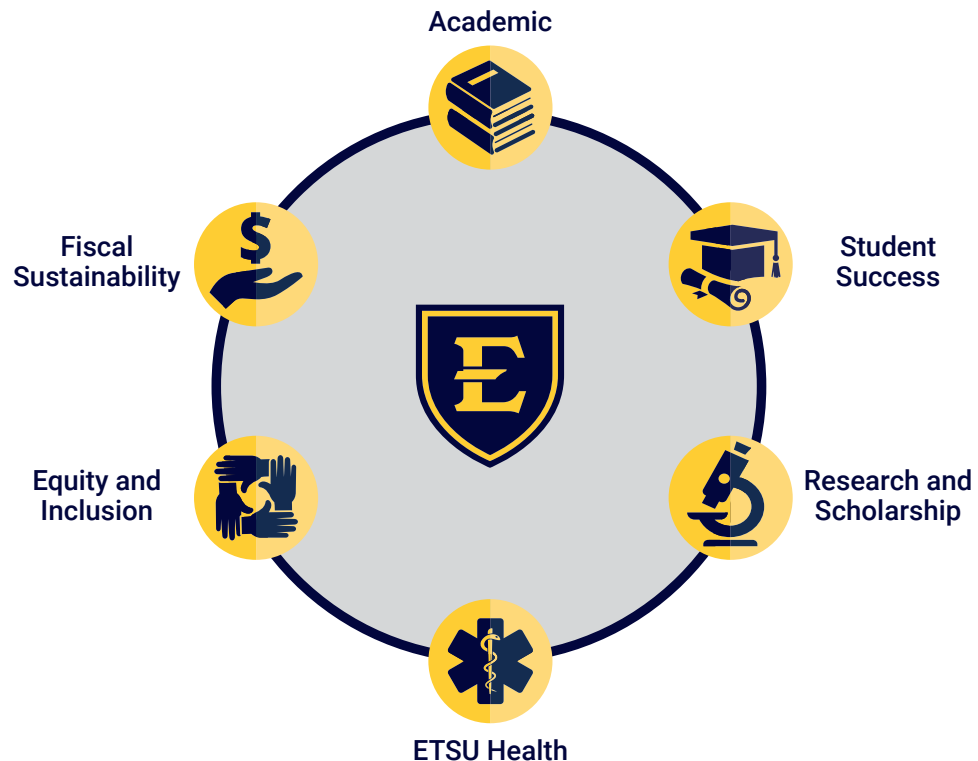 Academic
Student
Success
Research and
Scholarship
ETSU Health
Equity and
Inclusion
Fiscal
Sustainability
$
E